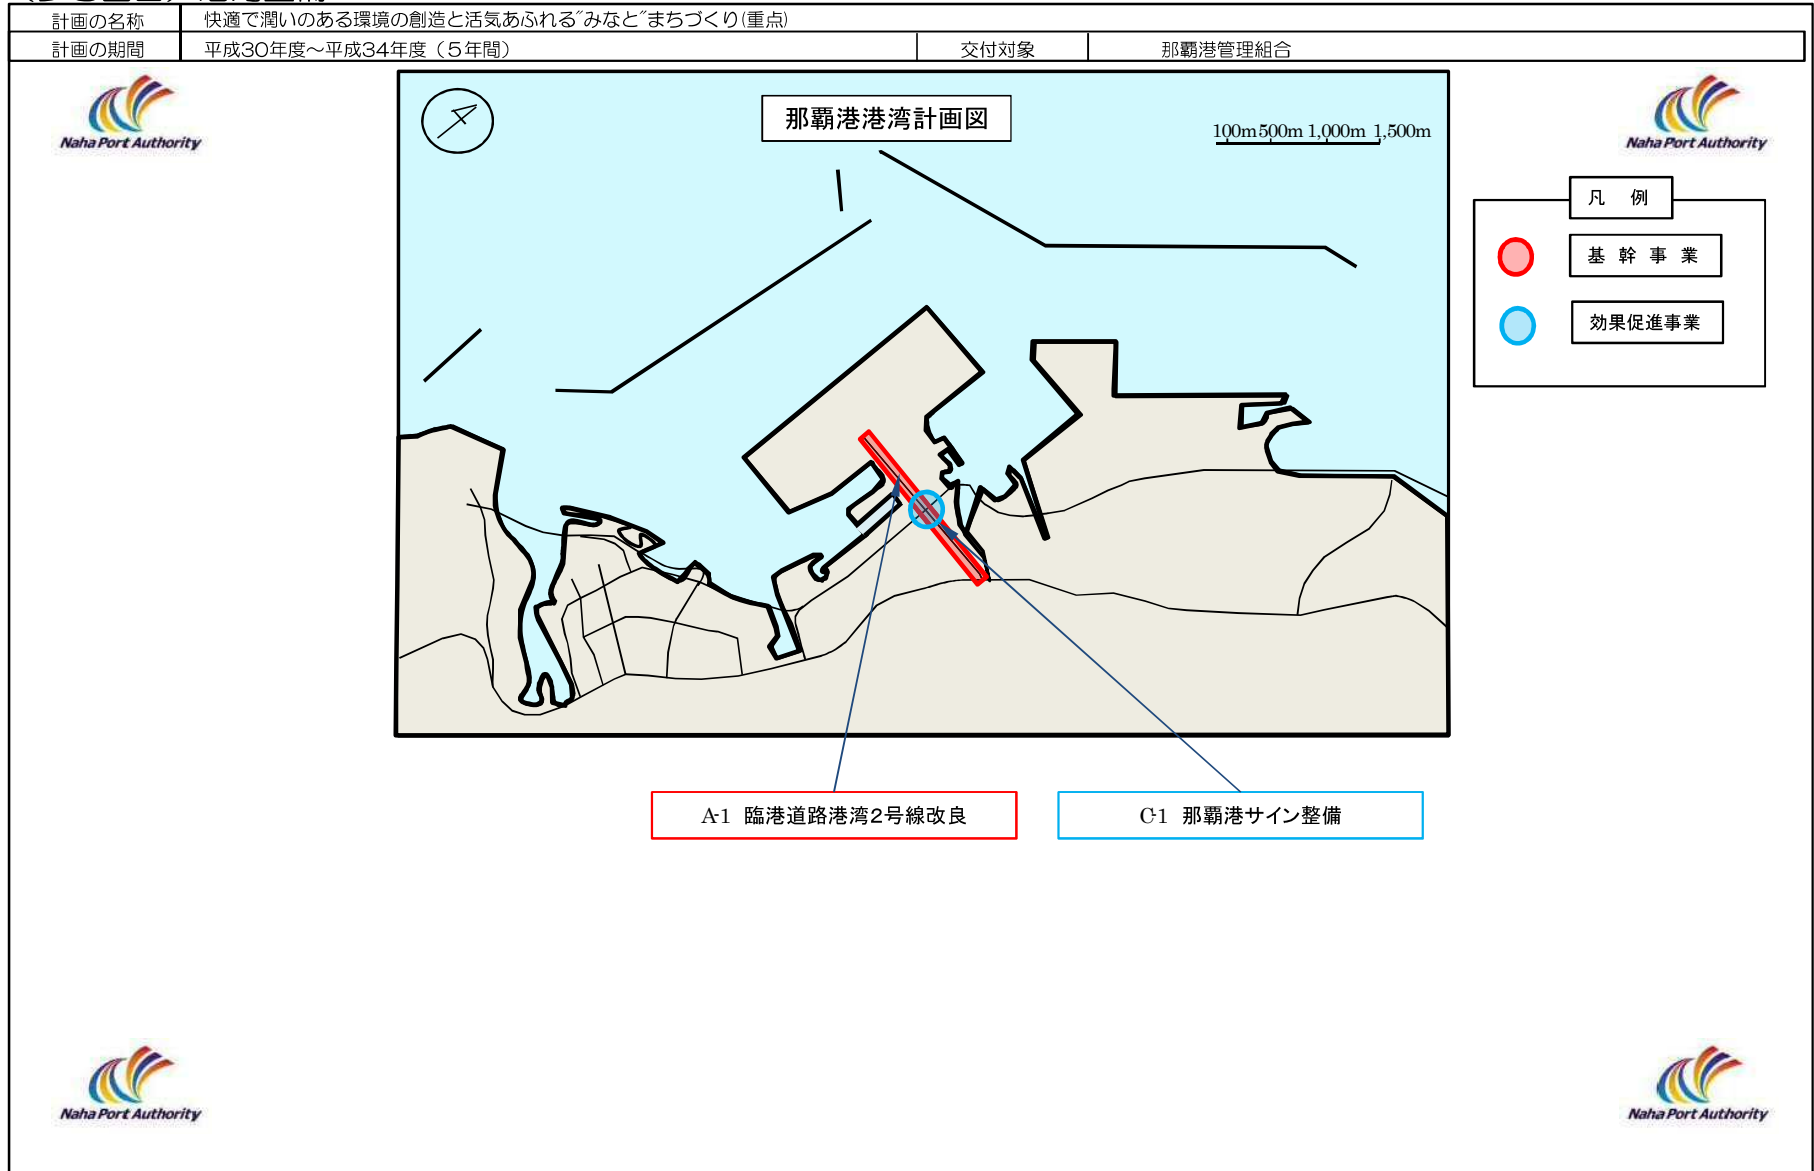 計画の名称 快適で潤いのある環境の創造と活気あふれる"みなと"まちづくり(重点)
計画の期間 平成30年度～平成34年度（5年間） 交付対象 那覇港管理組合
Naha Port Authority
那覇港港湾計画図
100m 500m 1,000m 1,500m
Naha Port Authority
凡 例
基 幹 事 業
効果促進事業
A-1 臨港道路港湾2号線改良
C-1 那覇港サイン整備
Naha Port Authority
Naha Port Authority